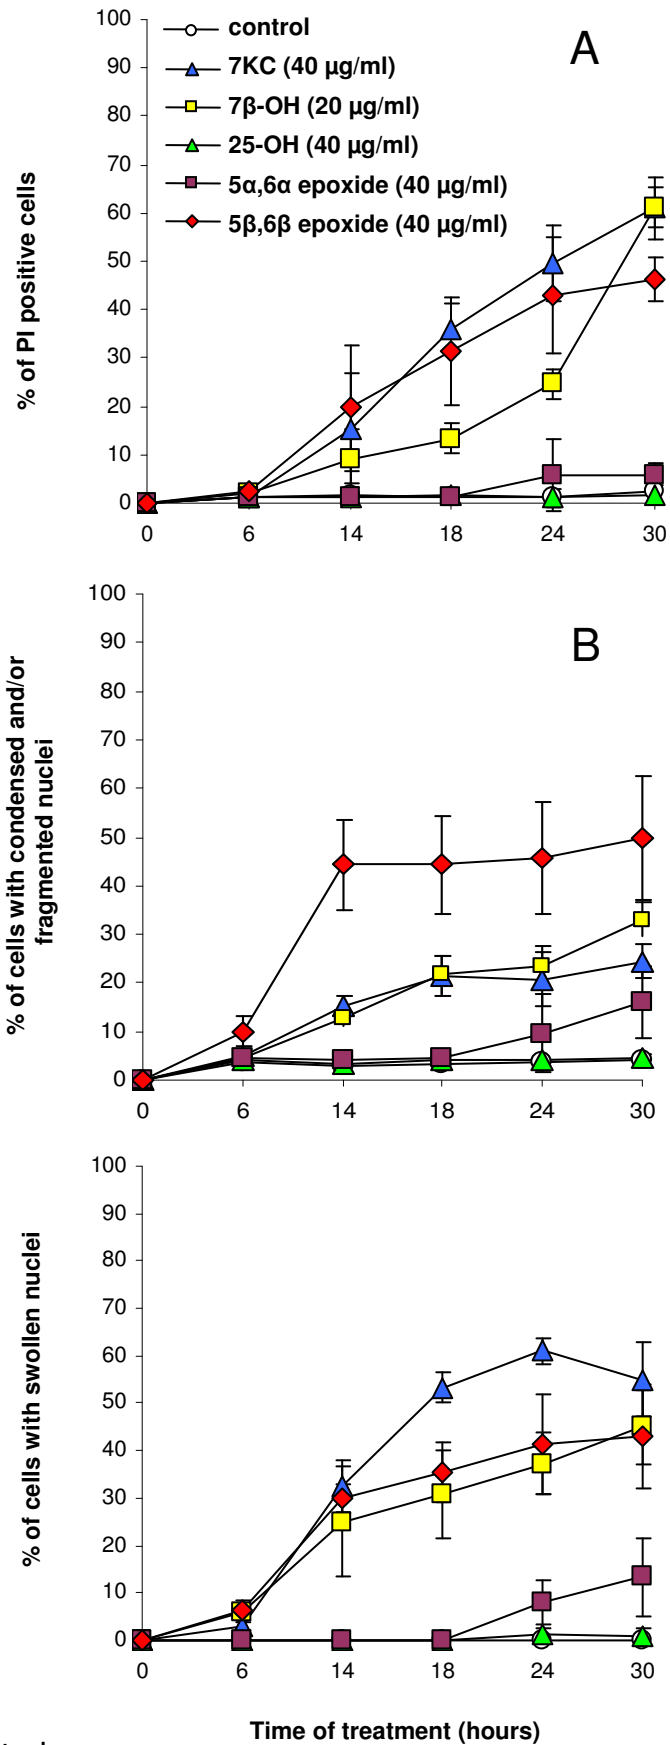 100
A
control
90
7KC (40 µg/ml)
80
7β-OH (20 µg/ml)
25-OH (40 µg/ml)
70
5α,6α epoxide (40 µg/ml)
60
5β,6β epoxide (40 µg/ml)
50
40
30
20
10
0
% of PI positive cells
0 6 14 18 24 30
100
B
90
80
70
60
50
40
30
20
10
0
% of cells with condensed and/or
fragmented nuclei
0 6 14 18 24 30
100
90
80
70
60
50
40
30
20
10
0
% of cells with swollen nuclei
0 6 14 18 24 30
Time of treatment (hours)